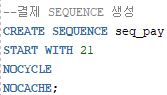 --결제 SEQUENCE 생성
CREATE SEQUENCE seq_pay
START WITH 21
NOCYCLE
NOCACHE;